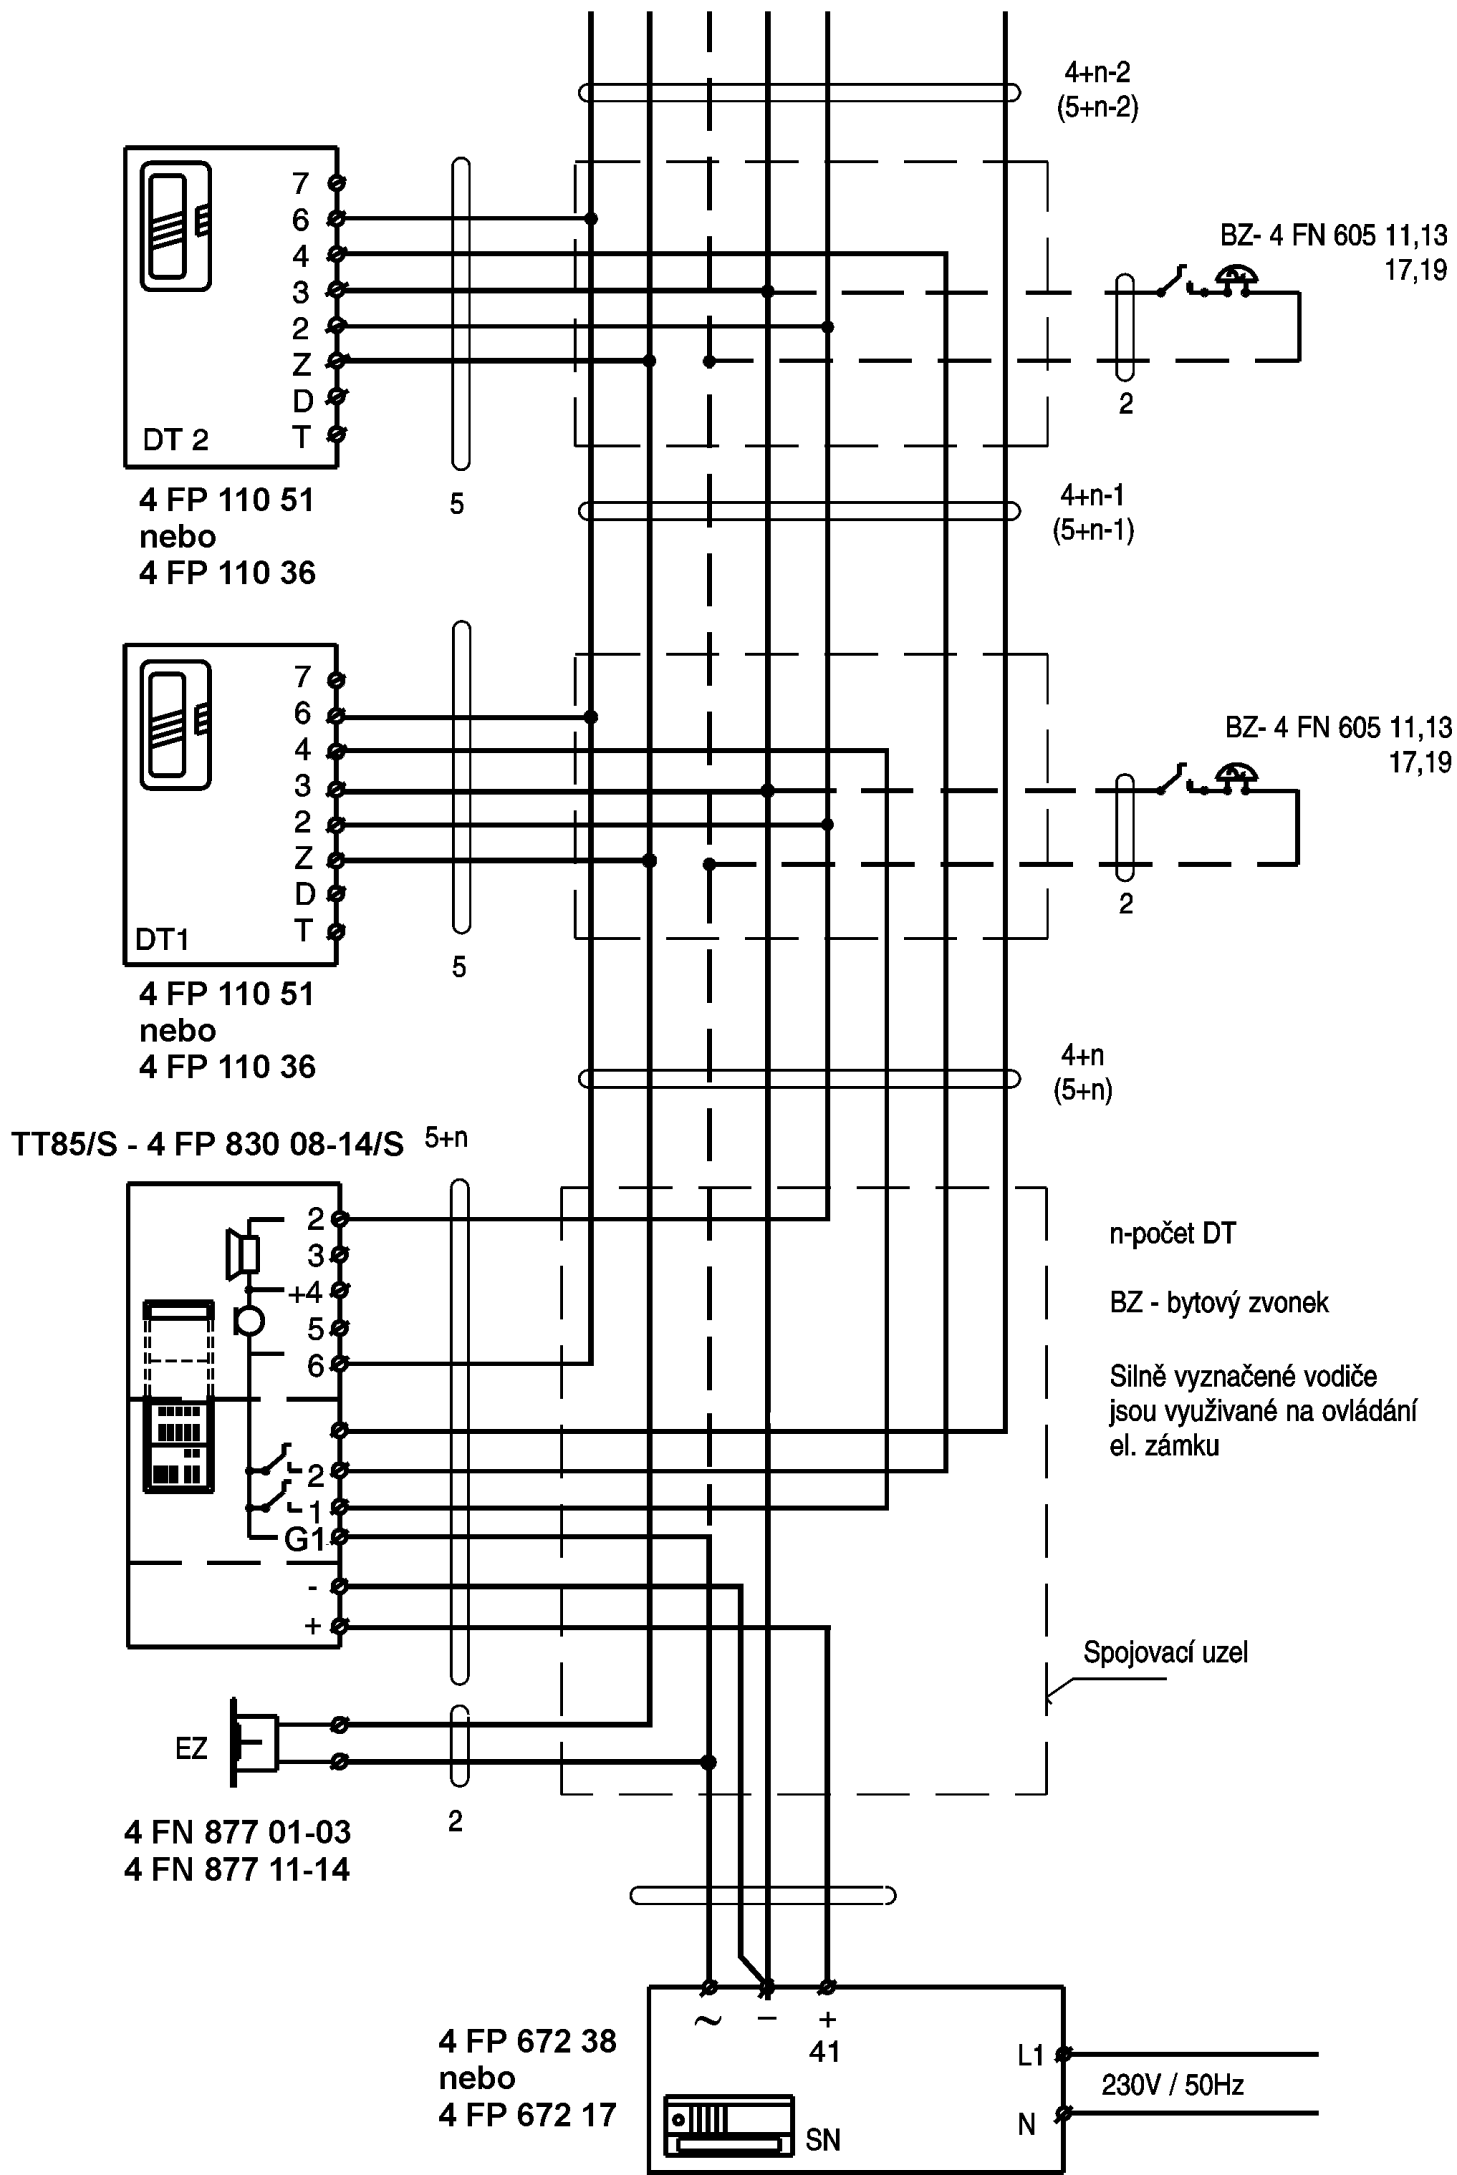 4+n-2
(5+n-2)
7
6
4
3
2
Z
D
T
DT 2
BZ- 4 FN 605 11,13
17,19
2
4 FP 110 51
nebo
4 FP 110 36
5
4+n-1
(5+n-1)
7
6
4
3
2
Z
D
T
DT1
BZ- 4 FN 605 11,13
17,19
2
4 FP 110 51
nebo
4 FP 110 36
5
4+n
(5+n)
TT85/S - 4 FP 830 08-14/S
5+n
2
3
+4
5
6
2
1
G1
-
+
n-počet DT
BZ - bytový zvonek
Silně vyznačené vodiče
jsou využivané na ovládání
el. zámku
Spojovací uzel
EZ
2
4 FN 877 01-03
4 FN 877 11-14
~ − +
41
4 FP 672 38
nebo
4 FP 672 17
L1
230V / 50Hz
N
SN